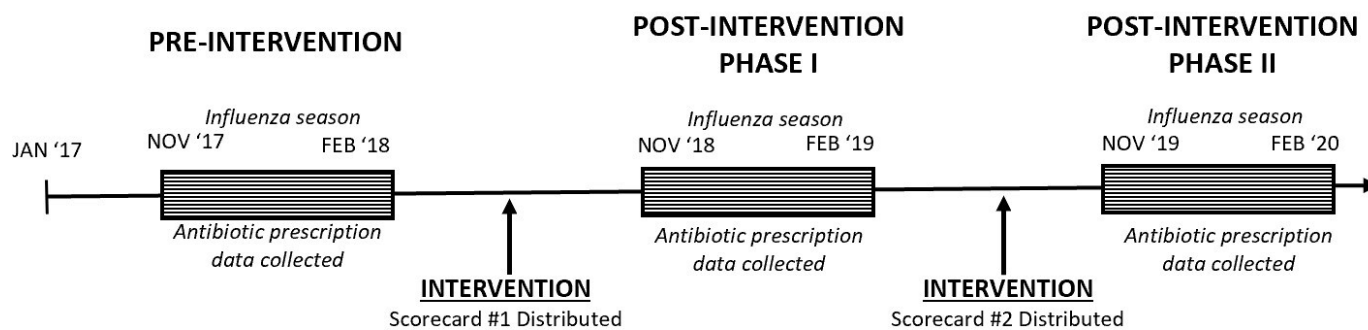 PRE-INTERVENTION
POST-INTERVENTION
PHASE I
POST-INTERVENTION
PHASE II
JAN ‘17
Influenza season
NOV ‘17
FEB ‘18
Influenza season
NOV ‘18
FEB ‘19
Influenza season
NOV ‘19
FEB ‘20
Antibiotic prescription
data collected
Antibiotic prescription
data collected
Antibiotic prescription
data collected
INTERVENTION
Scorecard #1 Distributed
INTERVENTION
Scorecard #2 Distributed